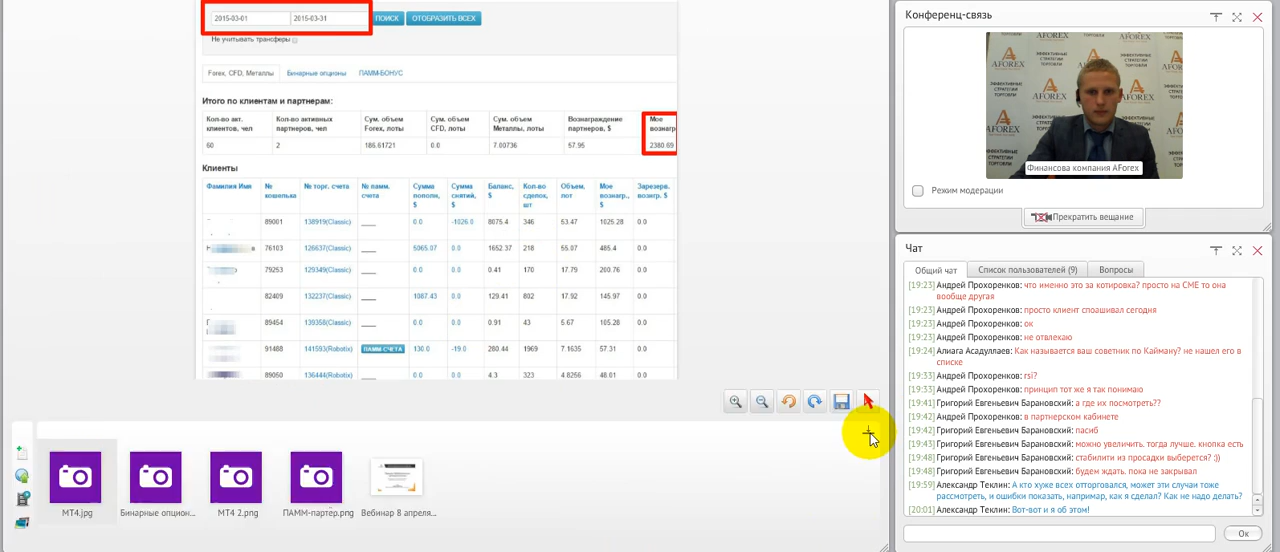 2015-03-01 2015-03-31 ПОИСК ОТОБРАЗИТЬ ВСЕХ
Не учитывать трансферы
Forex, CFD, Металлы Бинарные опционы ПАММ-БОНУС
Итого по клиентам и партнерам:
Кол-во акт. клиентов, чел Кол-во активных партнеров, чел Сум. объем Forex, лоты Сум. объем CFD, лоты Сум. объем Металлы, лоты Вознаграждение партнеров, $ Мое вознагр
60 2 186.61721 0.0 7.00736 57.95 2380.69
Клиенты
Фамилия Имя № кошелька № торг. счета № памм. счета Сумма пополн, $ Сумма снятий, $ Баланс, $ Кол-во сделок, шт Объем, лот Мое вознагр., $ Зарезерв. вознгр. $
89001 138919(Classic) ____ 0.0 -1026.0 8075.4 346 53.47 1025.28 0.0
76103 126637(Classic) ____ 5065.07 0.0 1652.37 218 55.07 485.4 0.0
79253 129349(Classic) ____ 0.0 0.0 0.41 170 17.79 200.76 0.0
82409 132237(Classic) ____ 1087.43 0.0 129.41 802 17.92 145.97 0.0
89454 139358(Classic) ____ 0.0 0.0 0.91 43 5.67 105.28 0.0
91488 141593(Robotix) ПАММ СЧЕТА 130.0 -19.0 280.44 1969 7.1635 57.31 0.0
89050 136444(Robotix) ____ 0.0 0.0 4.3 323 4.8256 48.01 0.0
MT4.jpg Бинарные опцион... MT4 2.png ПАММ-партёр.png Вебинар 8 апреля...
Конференц-связь
ЭФФЕКТИВНЫЕ СТРАТЕГИИ ТОРГОВЛИ
AFOREX
Финансова компания AForex
Режим модерации
Прекратить вещание
Чат
Общий чат Список пользователей (9) Вопросы
[19:23] Андрей Прохоренков: что именно это за котировка? просто на CME то она
вообще другая
[19:23] Андрей Прохоренков: просто клиент спошивал сегодня
[19:23] Андрей Прохоренков: ок
[19:23] Андрей Прохоренков: не отвлекаю
[19:24] Алиага Асадуллаев: Как называется ваш советник по Кайману? не нашел его в
списке
[19:33] Андрей Прохоренков: rsi?
[19:33] Андрей Прохоренков: принцип тот же я так понимаю
[19:41] Григорий Евгеньевич Барановский: а где их посмотреть??
[19:42] Андрей Прохоренков: в партнерском кабинете
[19:42] Григорий Евгеньевич Барановский: пасиб
[19:43] Григорий Евгеньевич Барановский: можно увеличить. тогда лучше. кнопка есть
[19:48] Григорий Евгеньевич Барановский: стабилити из просадки выберется? :))
[19:48] Григорий Евгеньевич Барановский: будем ждать. пока не закрывал
[19:59] Александр Теклин: А кто хуже всех отторговался, может эти случаи тоже
рассмотреть, и ошибки показать, например, как я сделал? Как не надо делать?
[20:01] Александр Теклин: Вот-вот и я об этом!
Ок